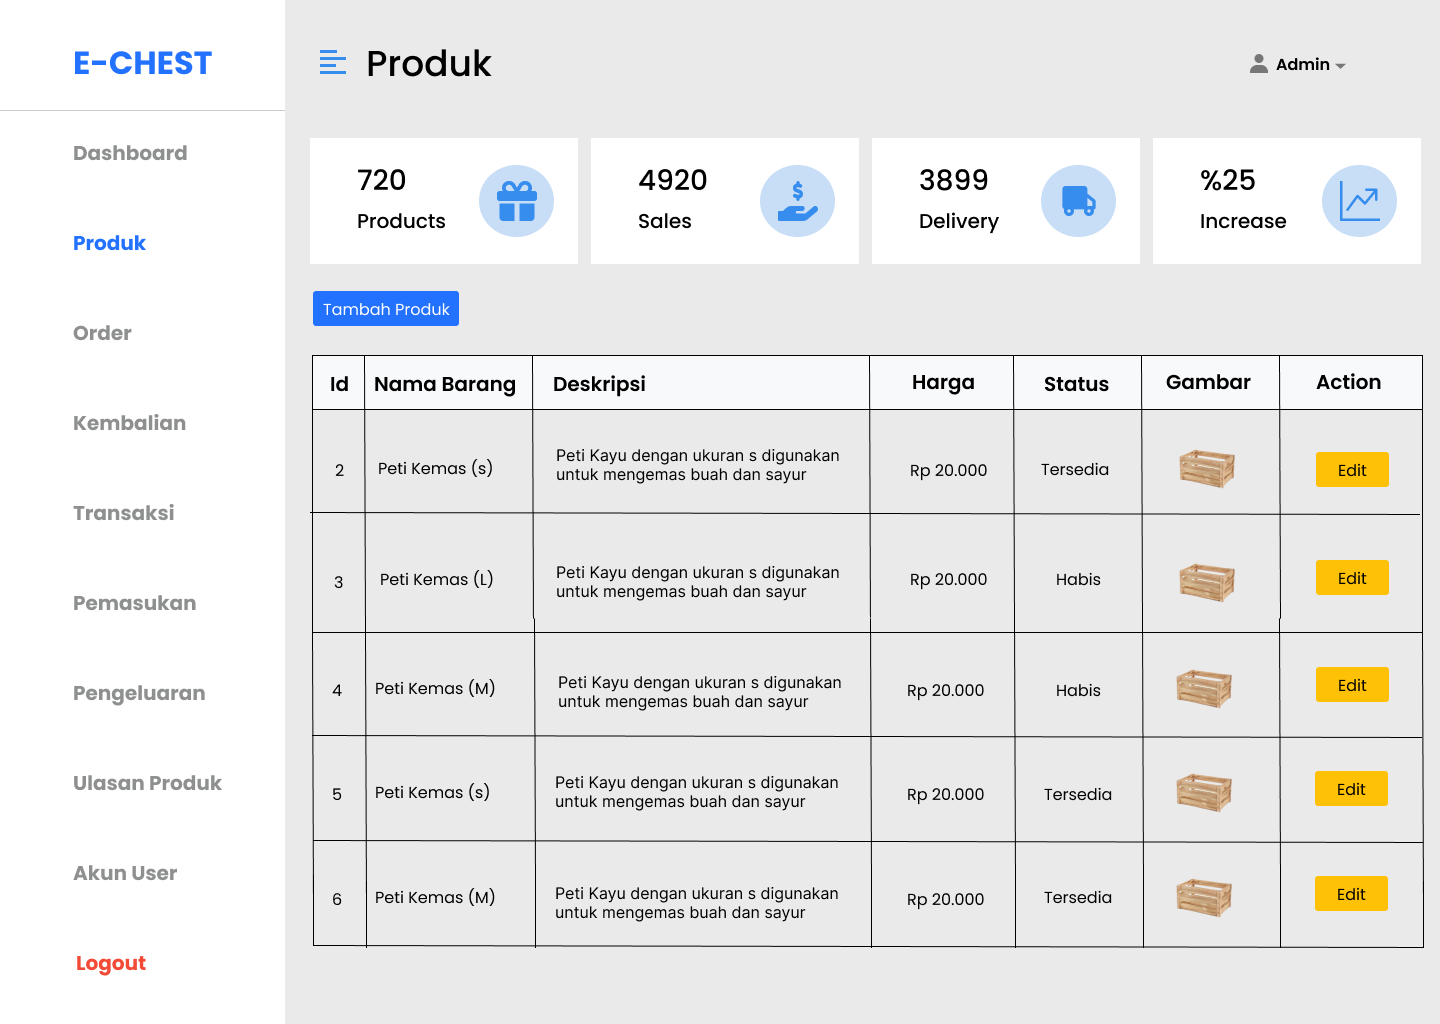 E-CHEST
Produk
Admin
Dashboard
Produk
Order
Kembalian
Transaksi
Pemasukan
Pengeluaran
Ulasan Produk
Akun User
Logout
720
Products
4920
Sales
$
3899
Delivery
%25
Increase
Tambah Produk
Id Nama Barang Deskripsi Harga Status Gambar Action
2 Peti Kemas (s) Peti Kayu dengan ukuran s digunakan
untuk mengemas buah dan sayur Rp 20.000 Tersedia Edit
3 Peti Kemas (L) Peti Kayu dengan ukuran s digunakan
untuk mengemas buah dan sayur Rp 20.000 Habis Edit
4 Peti Kemas (M) Peti Kayu dengan ukuran s digunakan
untuk mengemas buah dan sayur Rp 20.000 Habis Edit
5 Peti Kemas (s) Peti Kayu dengan ukuran s digunakan
untuk mengemas buah dan sayur Rp 20.000 Tersedia Edit
6 Peti Kemas (M) Peti Kayu dengan ukuran s digunakan
untuk mengemas buah dan sayur Rp 20.000 Tersedia Edit